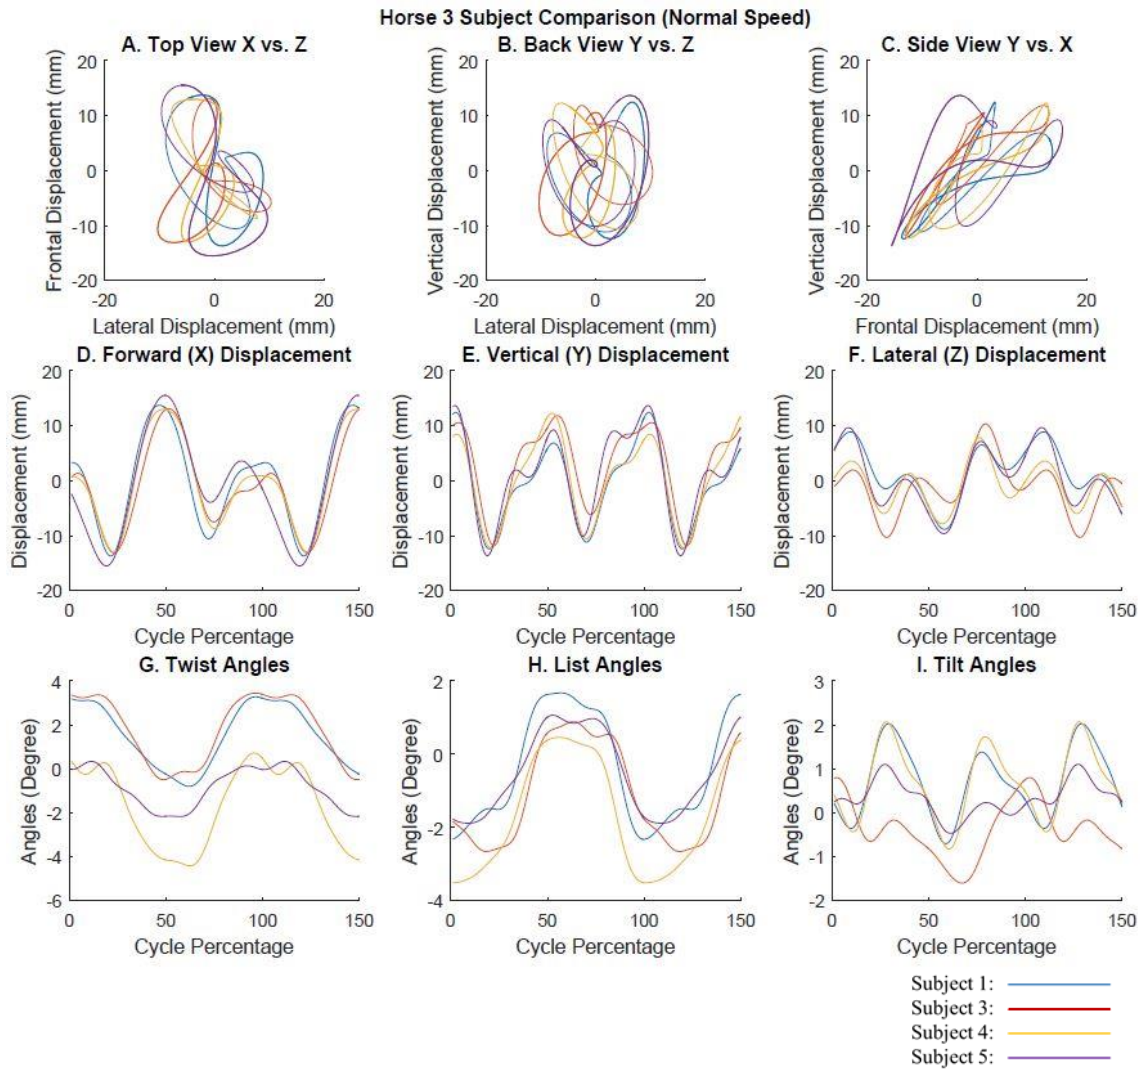 Horse 3 Subject Comparison (Normal Speed)
A. Top View X vs. Z
B. Back View Y vs. Z
C. Side View Y vs. X
Frontal Displacement (mm)
20
10
0
-10
-20
-20
0
20
Lateral Displacement (mm)
Vertical Displacement (mm)
20
10
0
-10
-20
-20
0
20
Lateral Displacement (mm)
Vertical Displacement (mm)
20
10
0
-10
-20
-20
0
20
Frontal Displacement (mm)
D. Forward (X) Displacement
E. Vertical (Y) Displacement
F. Lateral (Z) Displacement
Displacement (mm)
20
10
0
-10
-20
0
50
100
150
Cycle Percentage
Displacement (mm)
20
10
0
-10
-20
0
50
100
150
Cycle Percentage
Displacement (mm)
20
10
0
-10
-20
0
50
100
150
Cycle Percentage
G. Twist Angles
H. List Angles
I. Tilt Angles
Angles (Degree)
4
2
0
-2
-4
-6
0
50
100
150
Cycle Percentage
Angles (Degree)
2
0
-2
-4
0
50
100
150
Cycle Percentage
Angles (Degree)
3
2
1
0
-1
-2
0
50
100
150
Cycle Percentage
Subject 1:
Subject 3:
Subject 4:
Subject 5: